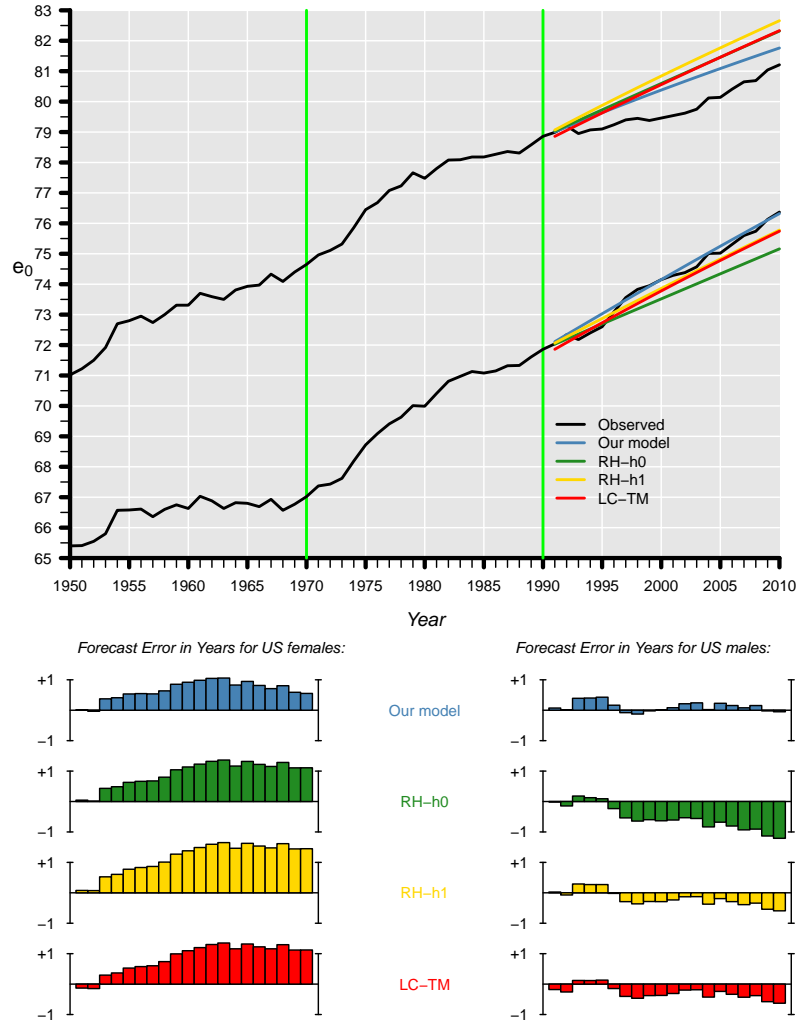 83
82
81
80
79
78
77
76
75
74
73
72
71
70
69
68
67
66
65
e0
Observed
Our model
RH−h0
RH−h1
LC−TM
1950 1955 1960 1965 1970 1975 1980 1985 1990 1995 2000 2005 2010
Year
Forecast Error in Years for US females: Forecast Error in Years for US males:
+1 +1
Our model
−1 −1
+1 +1
RH−h0
−1 −1
+1 +1
RH−h1
−1 −1
+1 +1
LC−TM
−1 −1